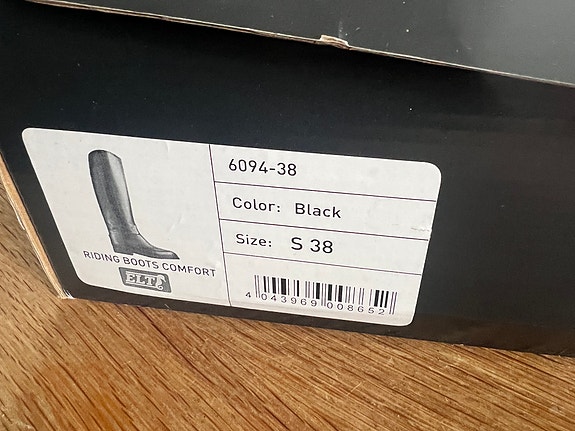 6094-38
Color: Black
Size: S 38
RIDING BOOTS COMFORT
ELT
4 043969 008652